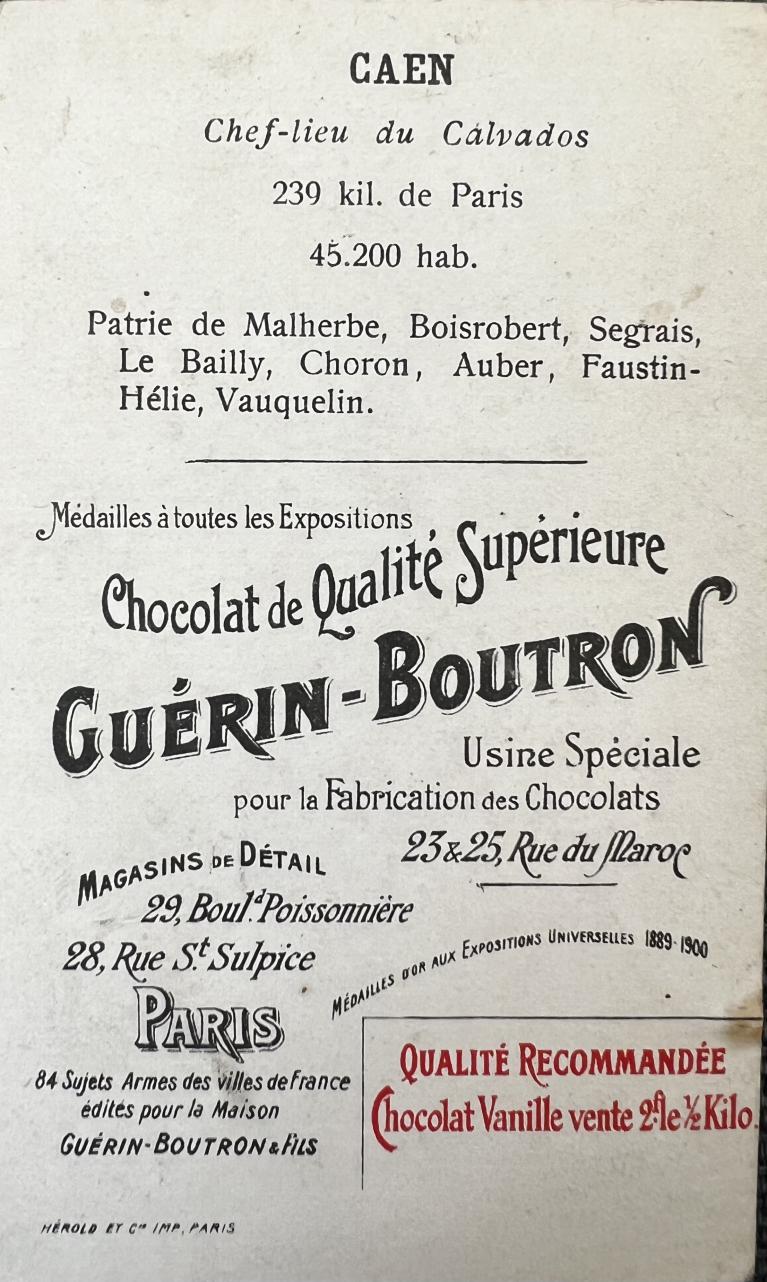 CAEN
Chef-lieu du Calvados
239 kil. de Paris
45.200 hab.
Patrie de Malherbe, Boisrobert, Segrais,
Le Bailly, Choron, Auber, Faustin-
Hélie, Vauquelin.
Médailles à toutes les Expositions
Chocolat de Qualité Supérieure
GUÉRIN-BOUTRON
Usine Spéciale
pour la Fabrication des Chocolats
23 & 25, Rue du Maroc
MAGASINS DE DÉTAIL
29, Boul.d Poissonnière
28, Rue S.t Sulpice
PARIS
MÉDAILLES D'OR AUX EXPOSITIONS UNIVERSELLES 1889-1900
84 Sujets Armes des villes de France
édités pour la Maison
GUÉRIN-BOUTRON & FILS
QUALITÉ RECOMMANDÉE
Chocolat Vanille vente 2f. le ½ Kilo.
HÉROLD ET Cie IMP, PARIS